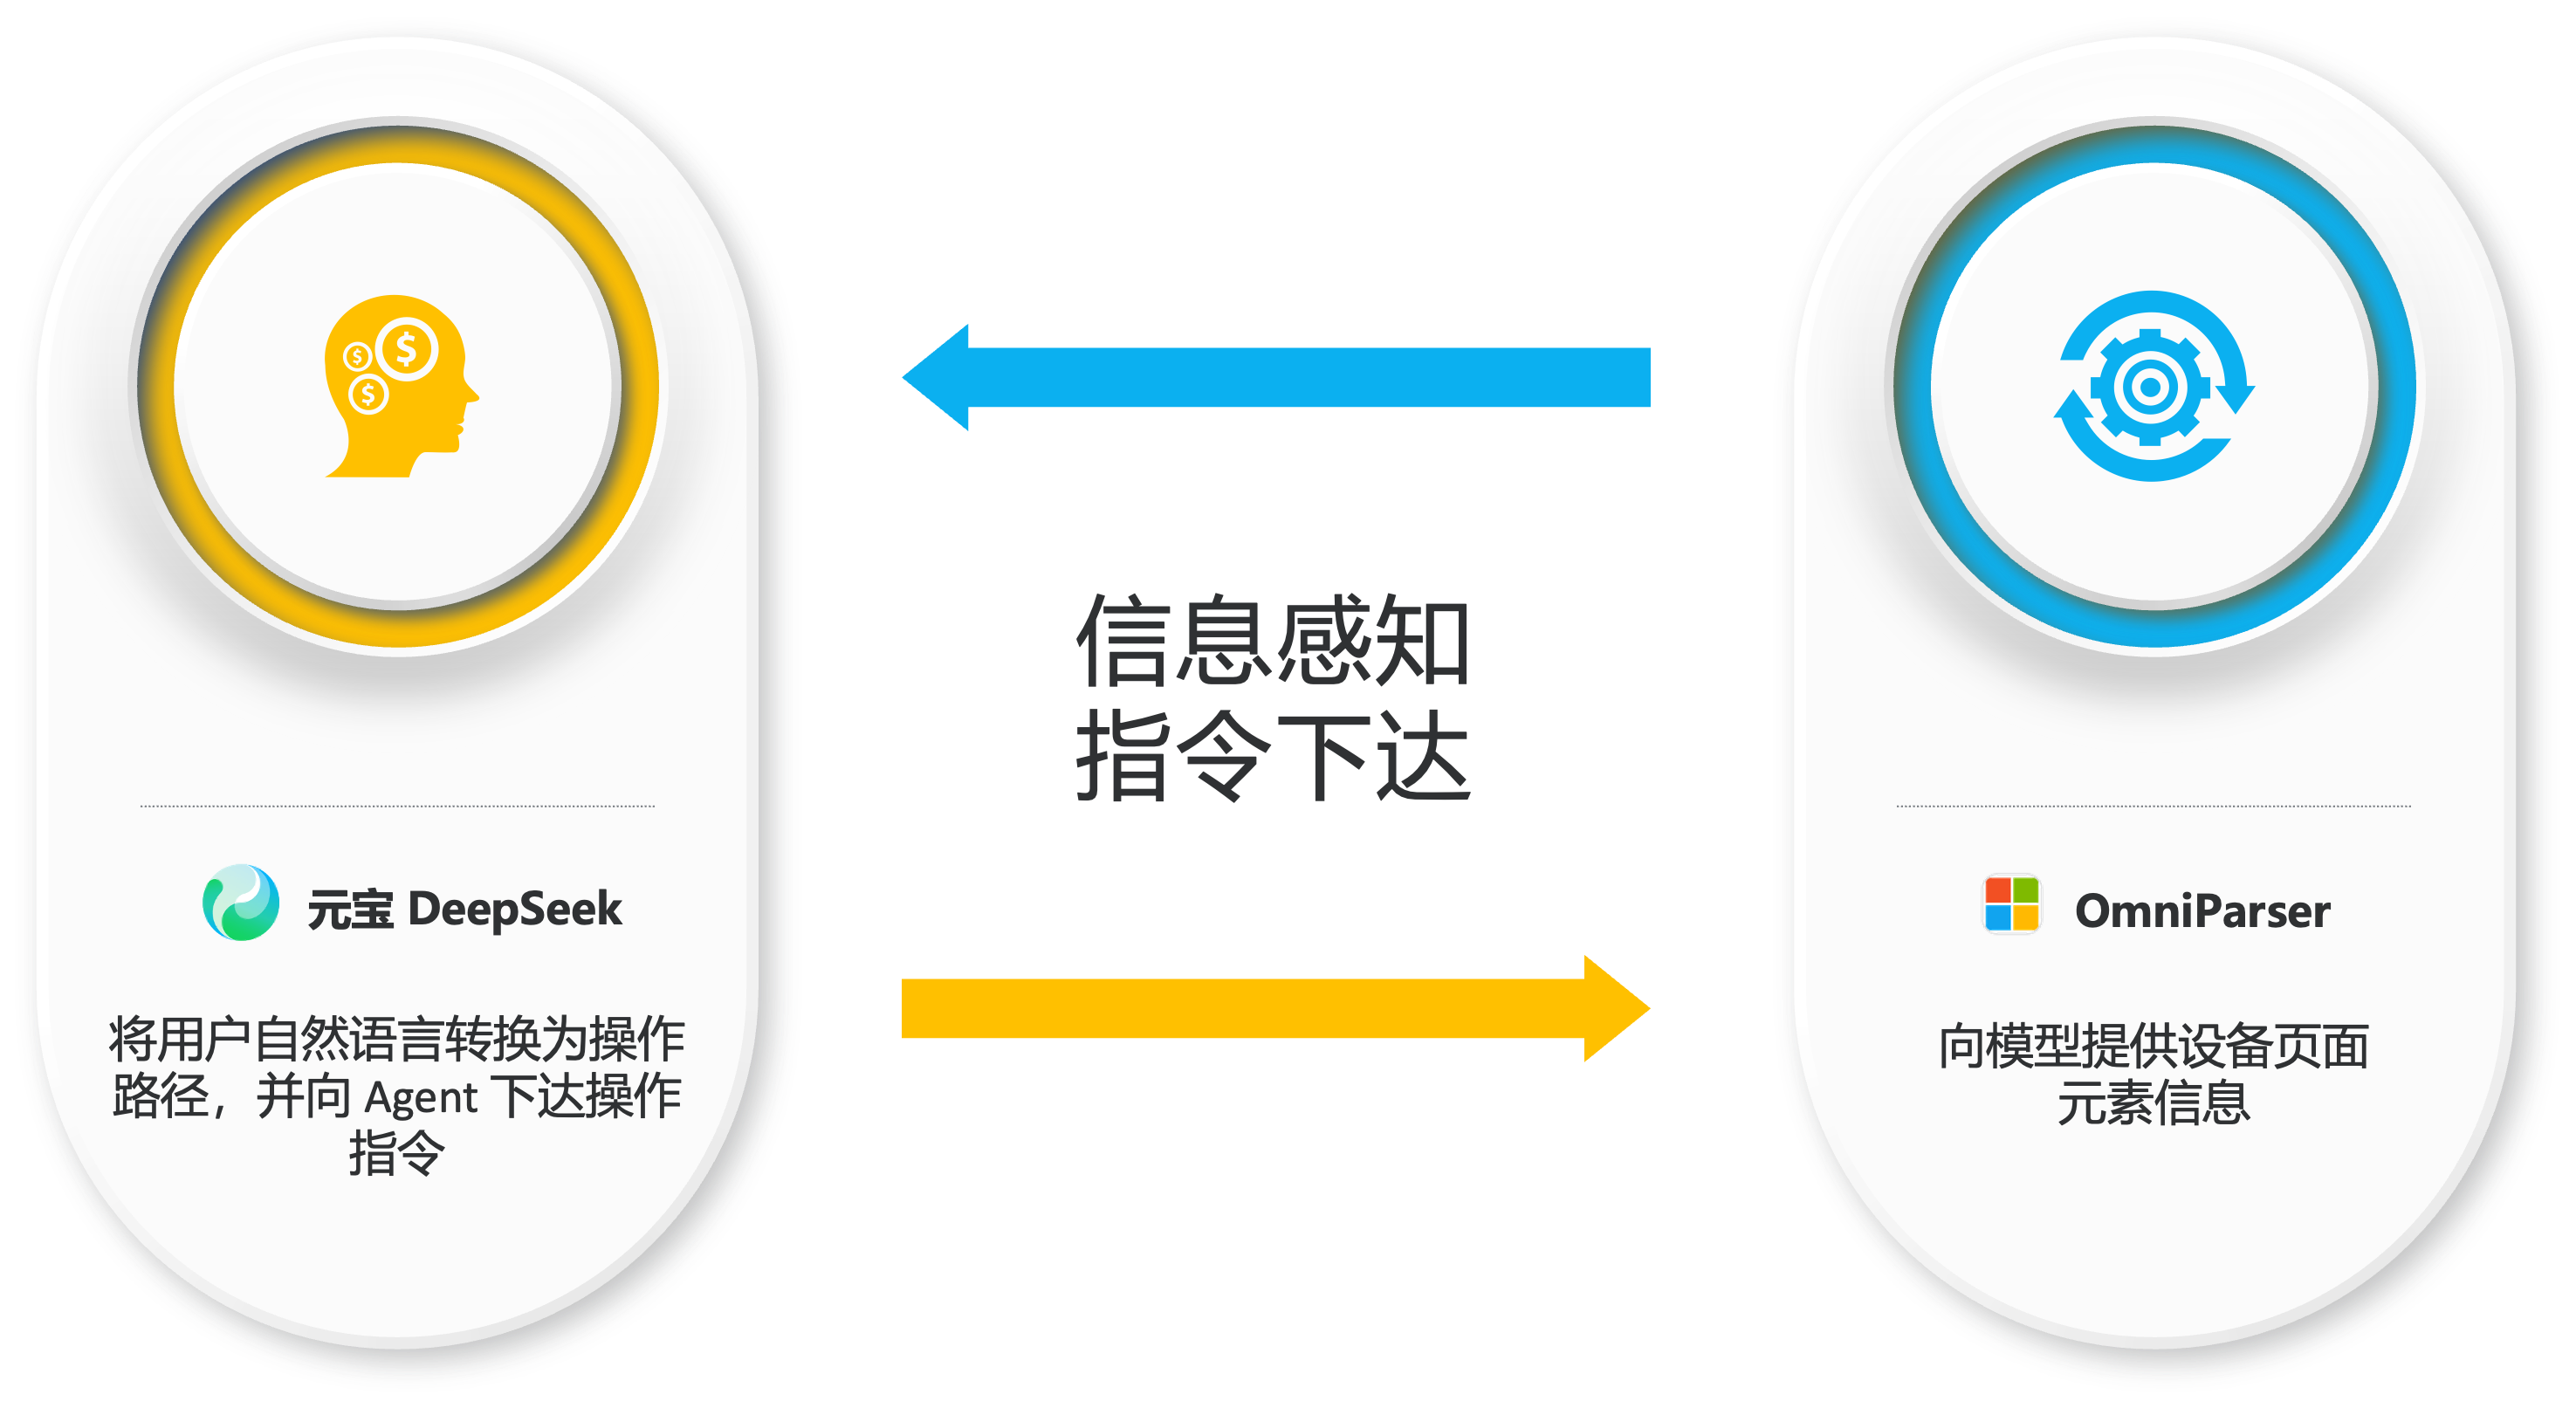 元宝 DeepSeek
将用户自然语言转换为操作
路径，并向 Agent 下达操作
指令
信息感知
指令下达
OmniParser
向模型提供设备页面
元素信息